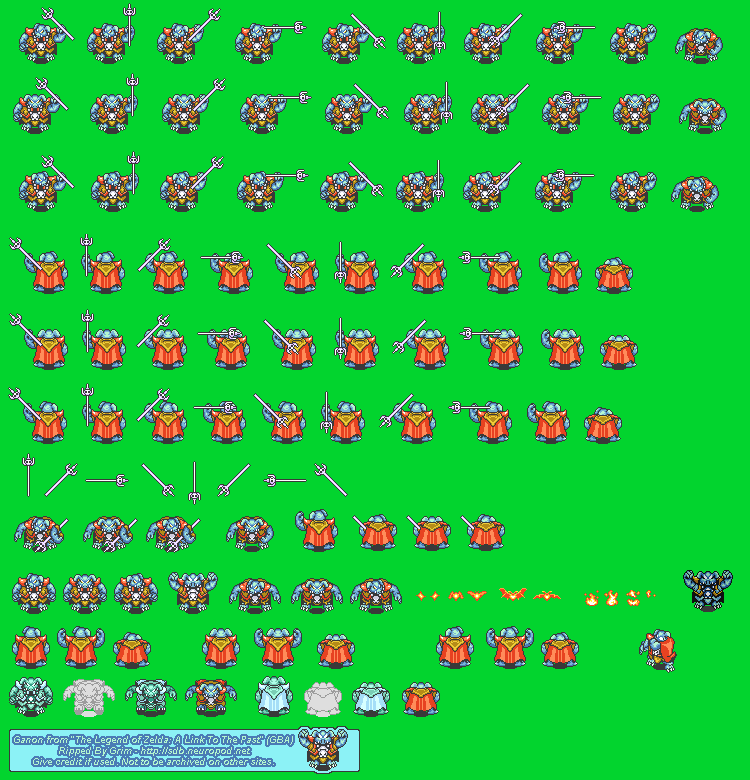 Ganon from "The Legend of Zelda: A Link To The Past" (GBA)
Ripped By Grim - http://sdb.neuropod.net
Give credit if used. Not to be archived on other sites.